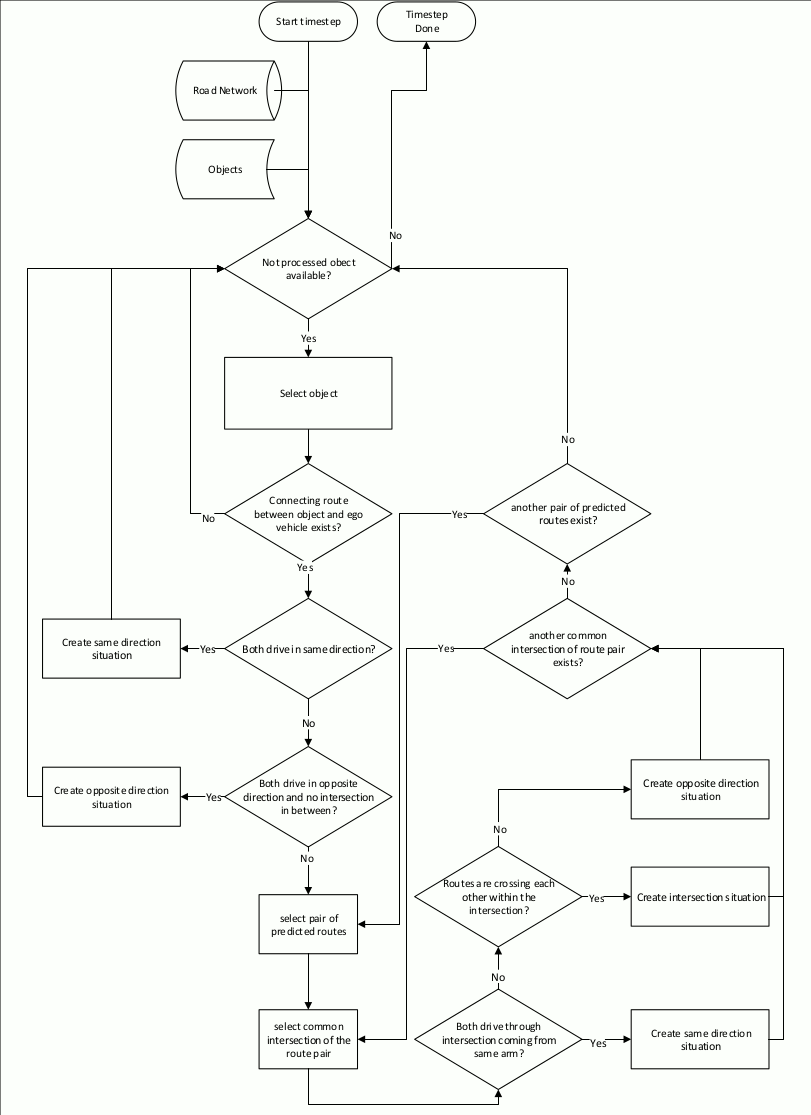 Start timestep
Timestep
Done
Road Network
Objects
No
Not processed obect
available?
Yes
Select object
No
Connecting route
between object and ego
vehicle exists?
No
Yes
another pair of predicted
routes exist?
Yes
No
Create same direction
situation
Yes
Both drive in same direction?
Yes
another common
intersection of route pair
exists?
No
Create opposite direction
situation
Yes
Both drive in opposite
direction and no intersection
in between?
Create opposite direction
situation
No
No
Routes are crossing each
other within the
intersection?
Yes
Create intersection situation
select pair of
predicted routes
No
select common
intersection of the
route pair
Both drive through
intersection coming from
same arm?
Yes
Create same direction
situation